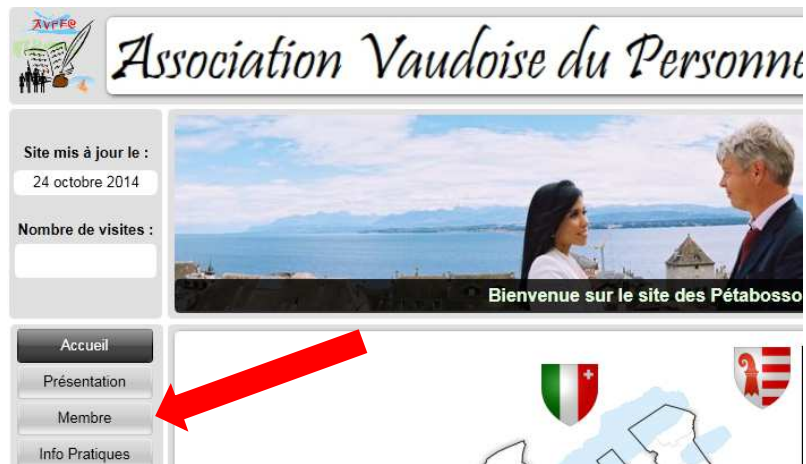 AVPFE@
Association Vaudoise du Personne
Site mis à jour le :
24 octobre 2014
Nombre de visites :
Bienvenue sur le site des Pétabosso
Accueil
Présentation
Membre
Info Pratiques